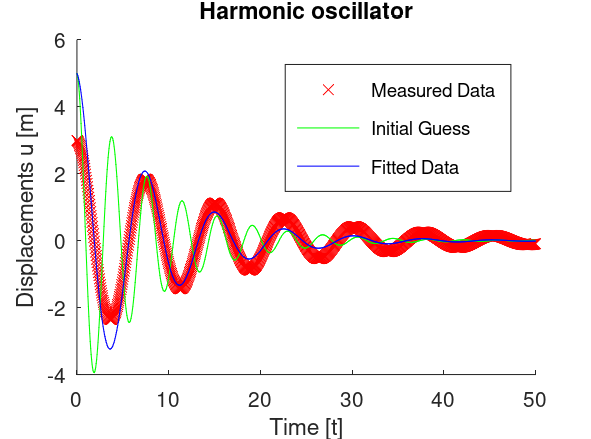 Harmonic oscillator
6
4
2
0
-2
-4
Displacements u [m]
Measured Data
Initial Guess
Fitted Data
0
10
20
30
40
50
Time [t]